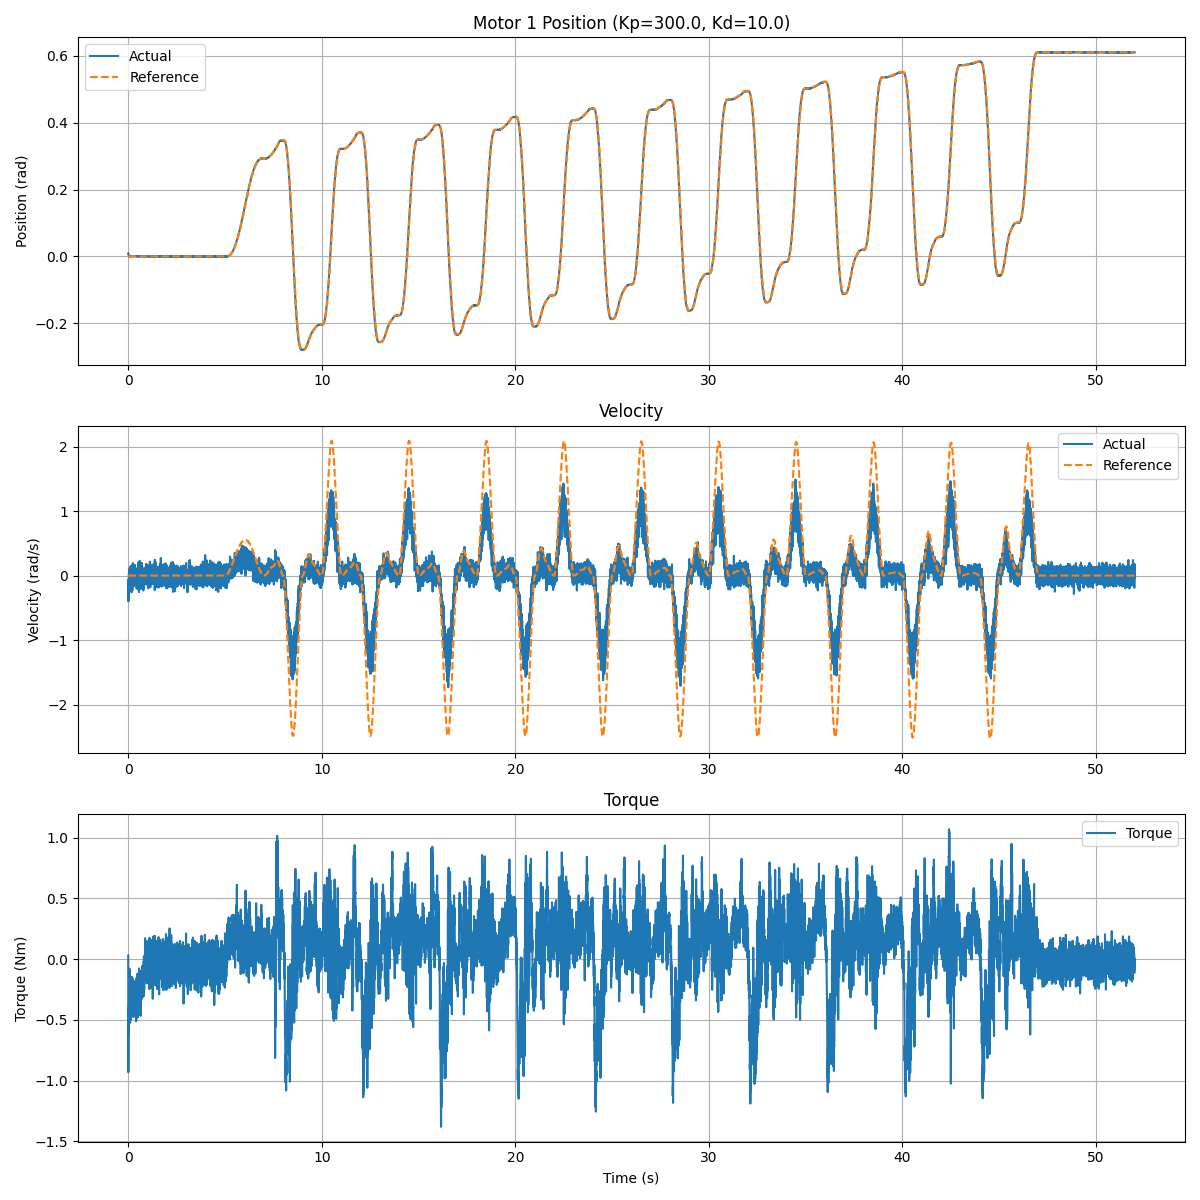 Motor 1 Position (Kp=300.0, Kd=10.0)
Actual
Reference
Position (rad)
0.6
0.4
0.2
0.0
−0.2
0 10 20 30 40 50
Velocity
Actual
Reference
Velocity (rad/s)
2
1
0
−1
−2
0 10 20 30 40 50
Torque
Torque
Torque (Nm)
1.0
0.5
0.0
−0.5
−1.0
−1.5
0 10 20 30 40 50
Time (s)